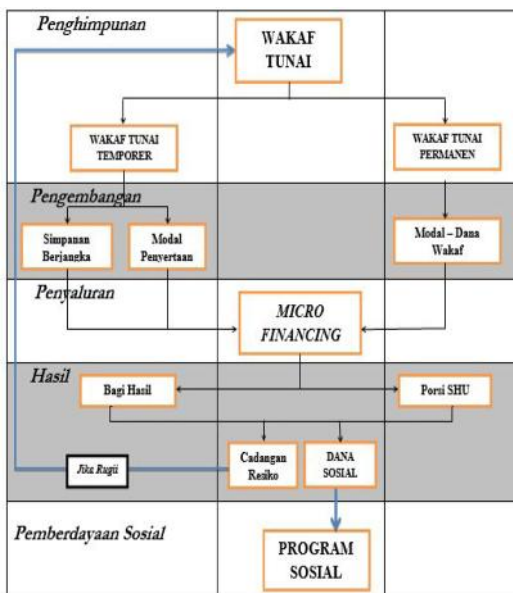 Penghimpunan
WAKAF
TUNAI
WAKAF TUNAI
TEMPORER
WAKAF TUNAI
PERMANEN
Pengembangan
Simpanan
Berjangka
Modal
Penyertaan
Modal – Dana
Wakaf
Penyaluran
MICRO
FINANCING
Hasil
Bagi Hasil
Porsi SHU
Jika Rugii
Cadangan
Resiko
DANA
SOSIAL
Pemberdayaan Sosial
PROGRAM
SOSIAL